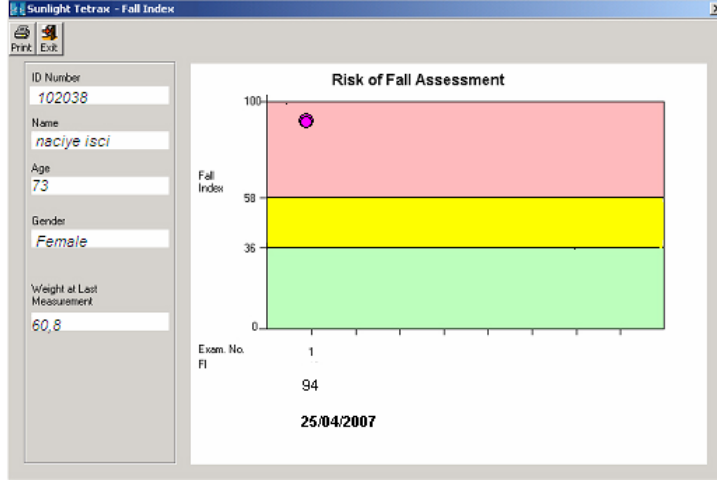 Sunlight Tetrax - Fall Index
Print Exit
ID Number
102038
Name
naciye isci
Age
73
Gender
Female
Weight at Last
Measurement
60,8
Risk of Fall Assessment
100
Fall
Index
58
36
0
Exam. No. 1
FI
94
25/04/2007